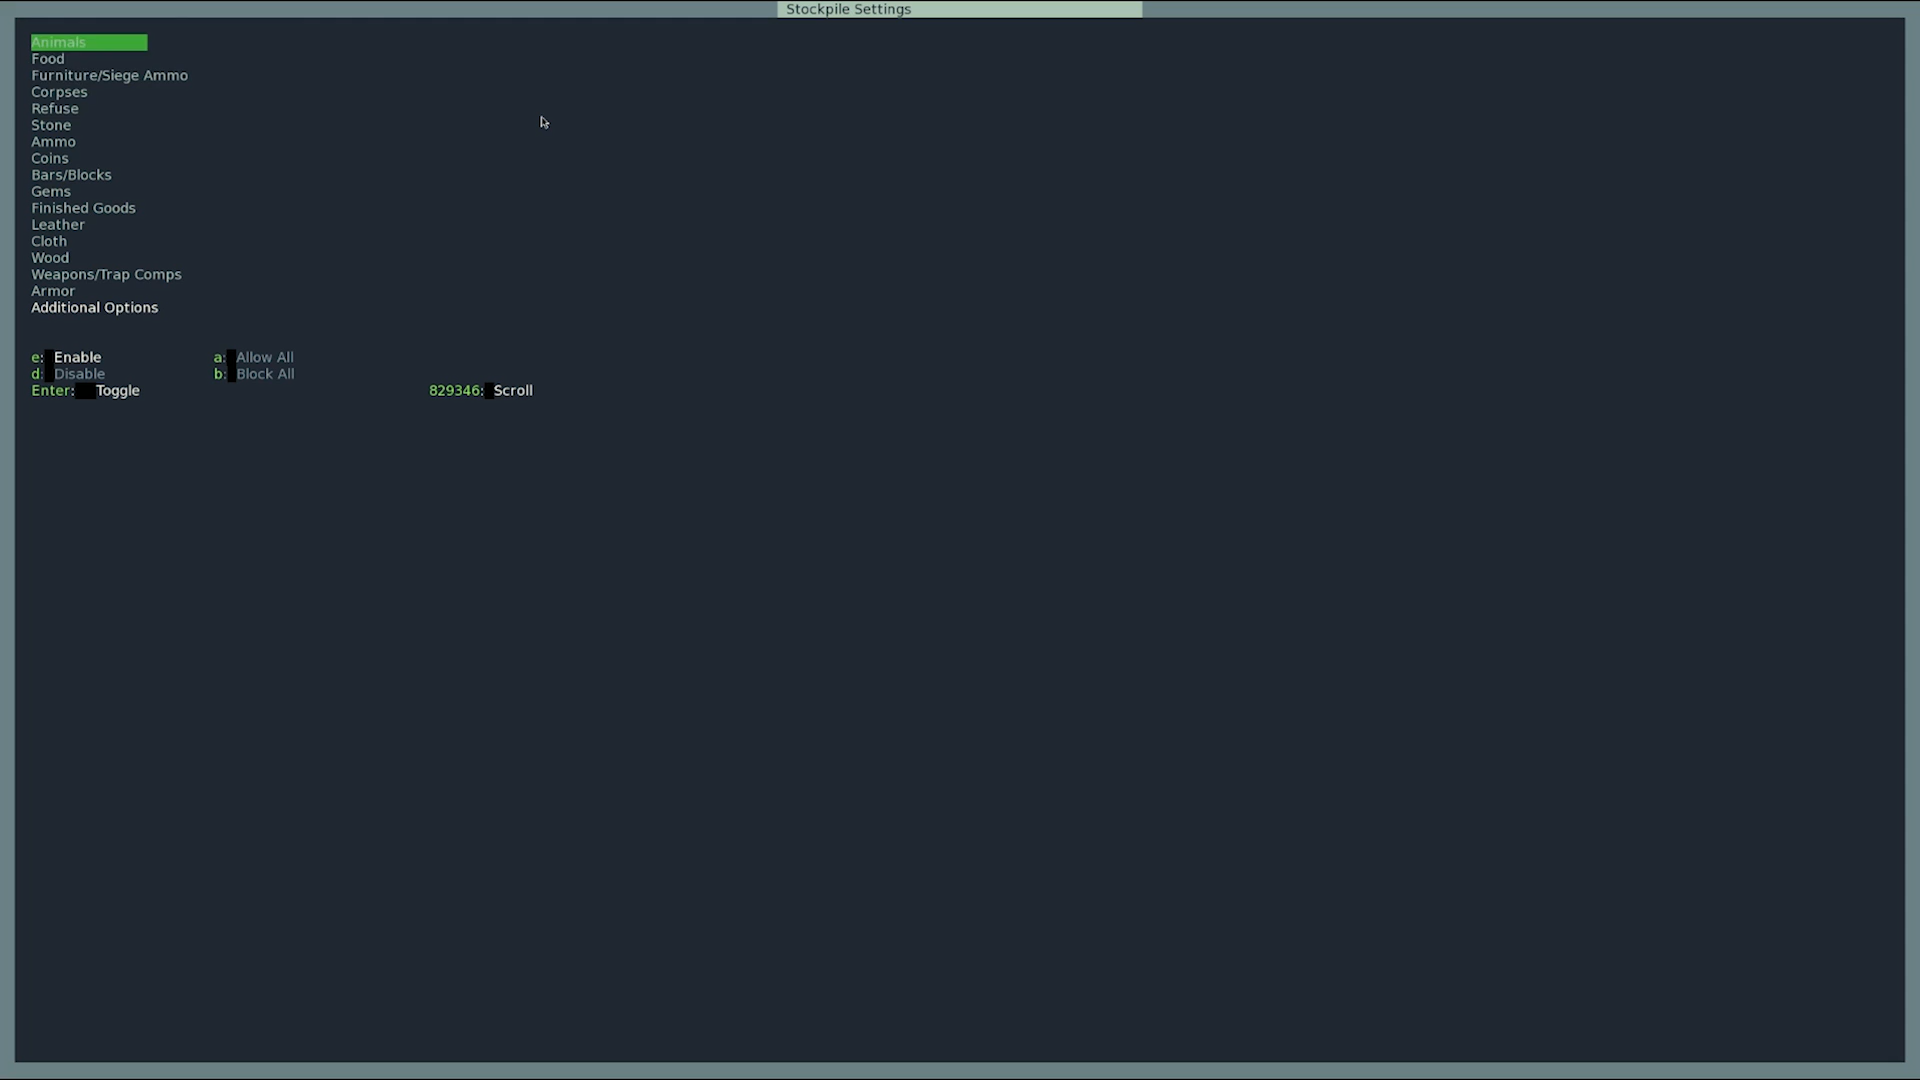 Stockpile Settings
Animals
Food
Furniture/Siege Ammo
Corpses
Refuse
Stone
Ammo
Coins
Bars/Blocks
Gems
Finished Goods
Leather
Cloth
Wood
Weapons/Trap Comps
Armor
Additional Options
e: Enable a: Allow All
d: Disable b: Block All
Enter: Toggle 829346: Scroll